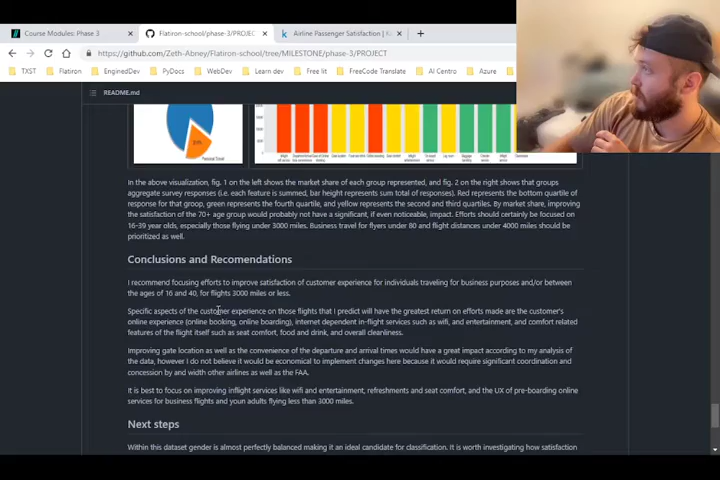 Course Modules: Phase 3
Flatiron-school/phase-3/PROJECT
Airline Passenger Satisfaction |
https://github.com/Zeth-Abney/Flatiron-school/tree/MILESTONE/phase-3/PROJECT
TXST
Flatiron
EnginedDev
PyDocs
WebDev
Learn dev
Free lit
FreeCode Translate
AI Centro
Azure
README.md
In the above visualization, fig. 1 on the left shows the market share of each group represented, and fig. 2 on the right shows that groups
aggregate survey responses (i.e. each feature is summed, bar height represents sum total of responses). Red represents the bottom quartile of
response for that groop, green represents the fourth quartile, and yellow represents the second and third quartiles. By market share, improving
the satisfaction of the 70+ age group would probably not have a significant, if even noticeable, impact. Efforts should certainly be focused on
16-39 year olds, especially those flying under 3000 miles. Business travel for flyers under 80 and flight distances under 4000 miles should be
prioritized as well.
Conclusions and Recomendations
I recommend focusing efforts to improve satisfaction of customer experience for individuals traveling for business purposes and/or between
the ages of 16 and 40, for flights 3000 miles or less.
Specific aspects of the customer experience on those flights that I predict will have the greatest return on efforts made are the customer's
online experience (online booking, online boarding), internet dependent in-flight services such as wifi, and entertainment, and comfort related
features of the flight itself such as seat comfort, food and drink, and overall cleanliness.
Improving gate location as well as the convenience of the departure and arrival times would have a great impact according to my analysis of
the data, however I do not believe it would be economical to implement changes here because it would require significant coordination and
concession by and width other airlines as well as the FAA.
It is best to focus on improving inflight services like wifi and entertainment, refreshments and seat comfort, and the UX of pre-boarding online
services for business flights and youn adults flying less than 3000 miles.
Next steps
Within this dataset gender is almost perfectly balanced making it an ideal candidate for classification. It is worth investigating how satisfaction